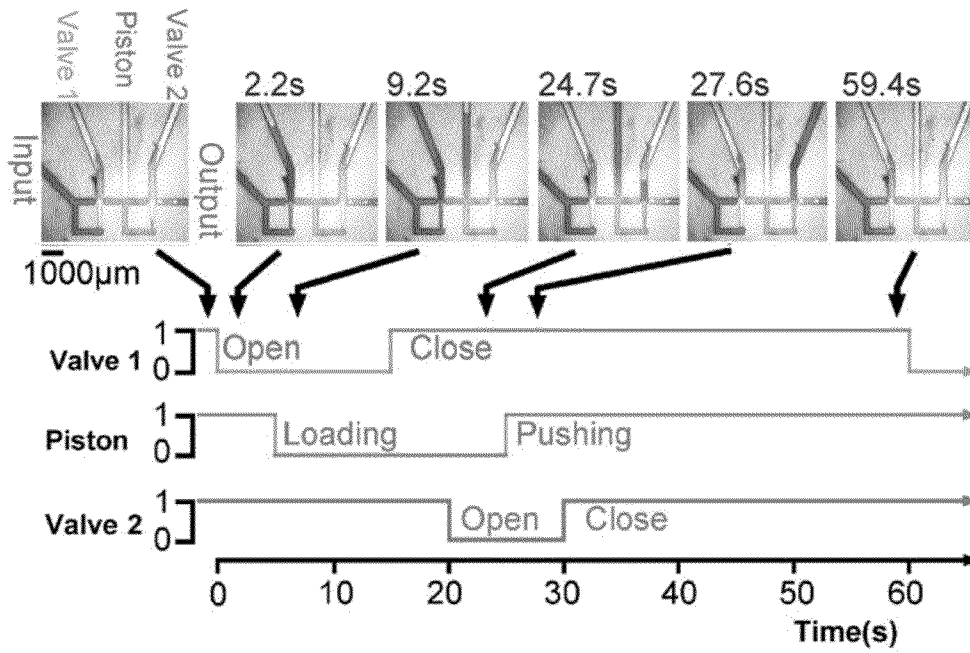 Valve 1
Piston
Valve 2
Input
Output
2.2s
9.2s
24.7s
27.6s
59.4s
1000µm
Valve 1
1
0
Open
Close
Piston
1
0
Loading
Pushing
Valve 2
1
0
Open
Close
0 10 20 30 40 50 60
Time(s)